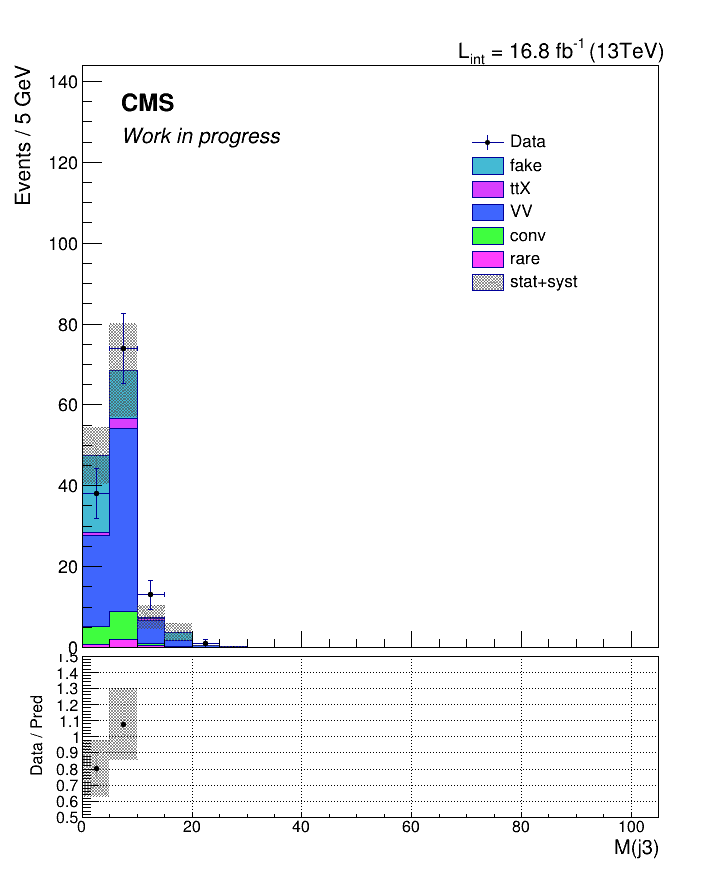 L_int = 16.8 fb^-1 (13TeV)
Events / 5 GeV
140
120
100
80
60
40
20
0
CMS
Work in progress
Data
fake
ttX
VV
conv
rare
stat+syst
Data / Pred
1.5
1.4
1.3
1.2
1.1
1
0.9
0.8
0.7
0.6
0.5
0 20 40 60 80 100
M(j3)